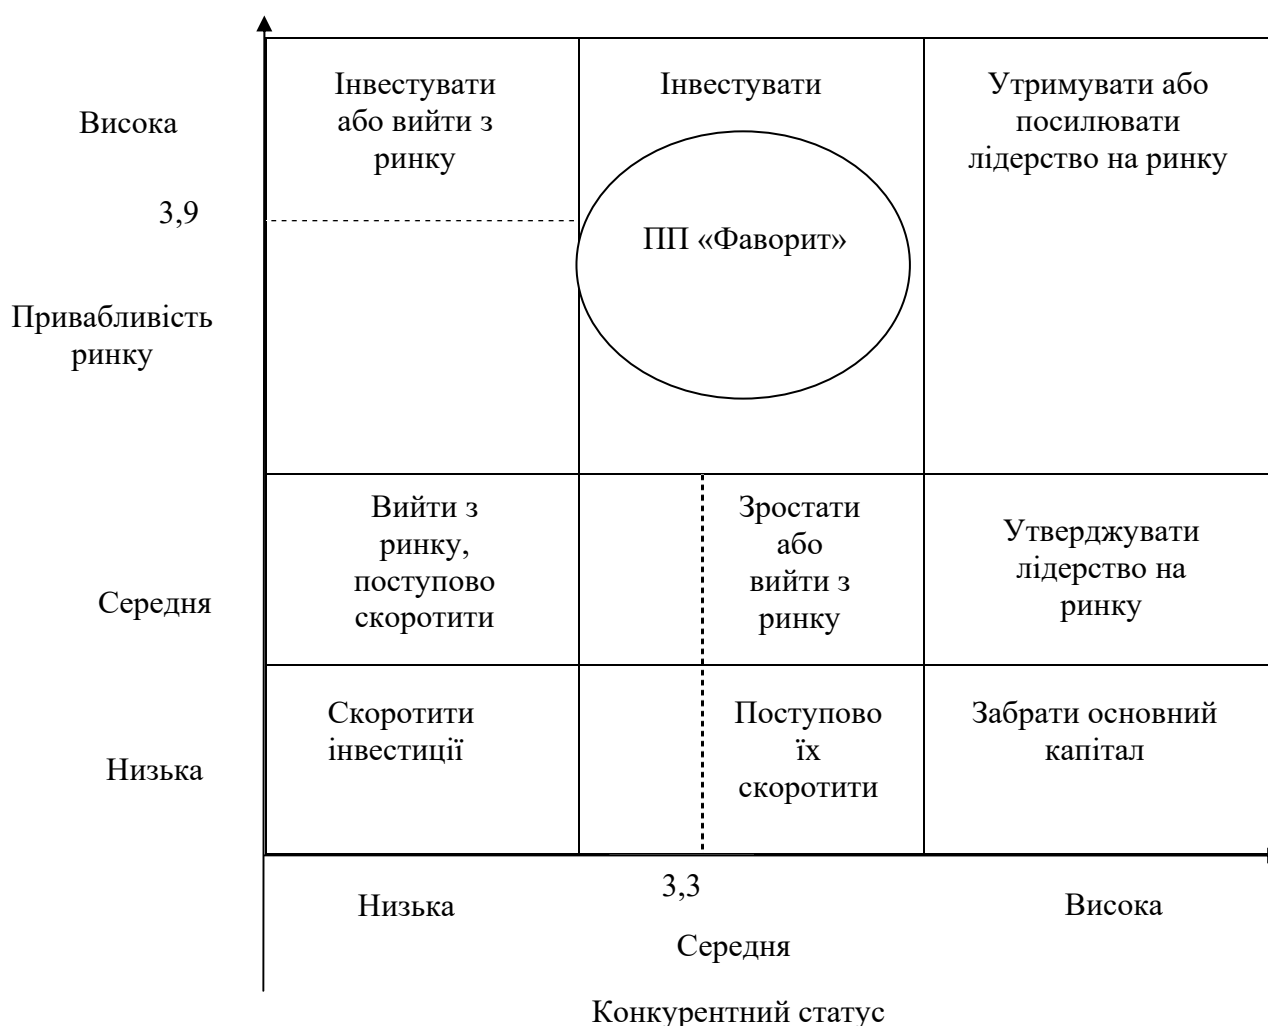 Інвестувати
або вийти з
ринку
Інвестувати
Утримувати або
посилювати
лідерство на ринку
Висока
3,9
ПП «Фаворит»
Привабливість
ринку
Вийти з
ринку,
поступово
скоротити
Зростати
або
вийти з
ринку
Утверджувати
лідерство на
ринку
Середня
Скоротити
інвестиції
Поступово
їх
скоротити
Забрати основний
капітал
Низька
3,3
Низька
Висока
Середня
Конкурентний статус